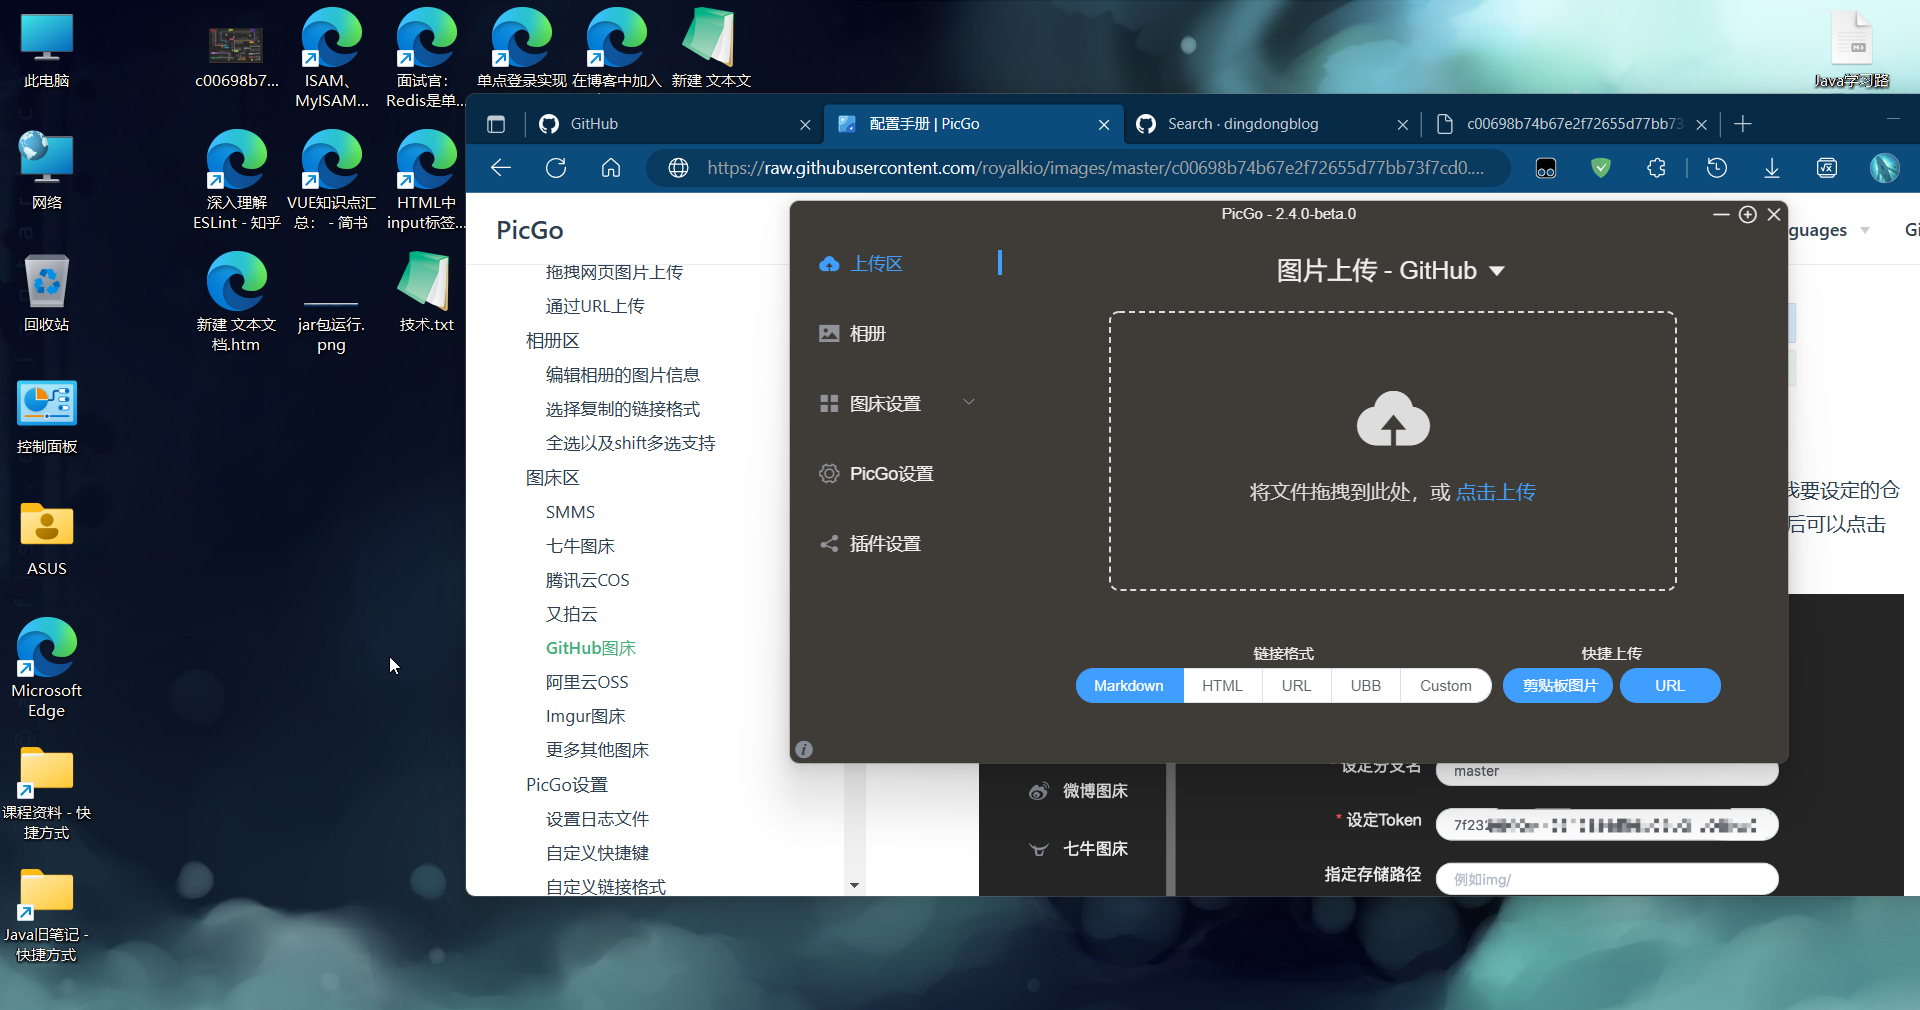 此电脑
c00698b7...
ISAM、
MyISAM...
面试官：
Redis是单...
单点登录实现
在博客中加入
新建 文本文
Java学习路
网络
深入理解
ESLint - 知乎
VUE知识点汇
总： - 简书
HTML中
input标签...
回收站
新建 文本文
档.htm
jar包运行.
png
技术.txt
控制面板
ASUS
Microsoft
Edge
课程资料 - 快
捷方式
Java旧笔记 -
快捷方式
GitHub
配置手册 | PicGo
Search · dingdongblog
c00698b74b67e2f72655d77bb73
https://raw.githubusercontent.com/royalkio/images/master/c00698b74b67e2f72655d77bb73f7cd0....
PicGo
guages
Gi
拖拽网页图片上传
通过URL上传
相册区
编辑相册的图片信息
选择复制的链接格式
全选以及shift多选支持
图床区
SMMS
七牛图床
腾讯云COS
又拍云
GitHub图床
阿里云OSS
Imgur图床
更多其他图床
PicGo设置
设置日志文件
自定义快捷键
自定义链接格式
PicGo - 2.4.0-beta.0
上传区
相册
图床设置
PicGo设置
插件设置
图片上传 - GitHub
将文件拖拽到此处，或 点击上传
链接格式
快捷上传
Markdown
HTML
URL
UBB
Custom
剪贴板图片
URL
我要设定的仓
后可以点击
微博图床
七牛图床
设定分支名
master
* 设定Token
7f232
指定存储路径
例如img/